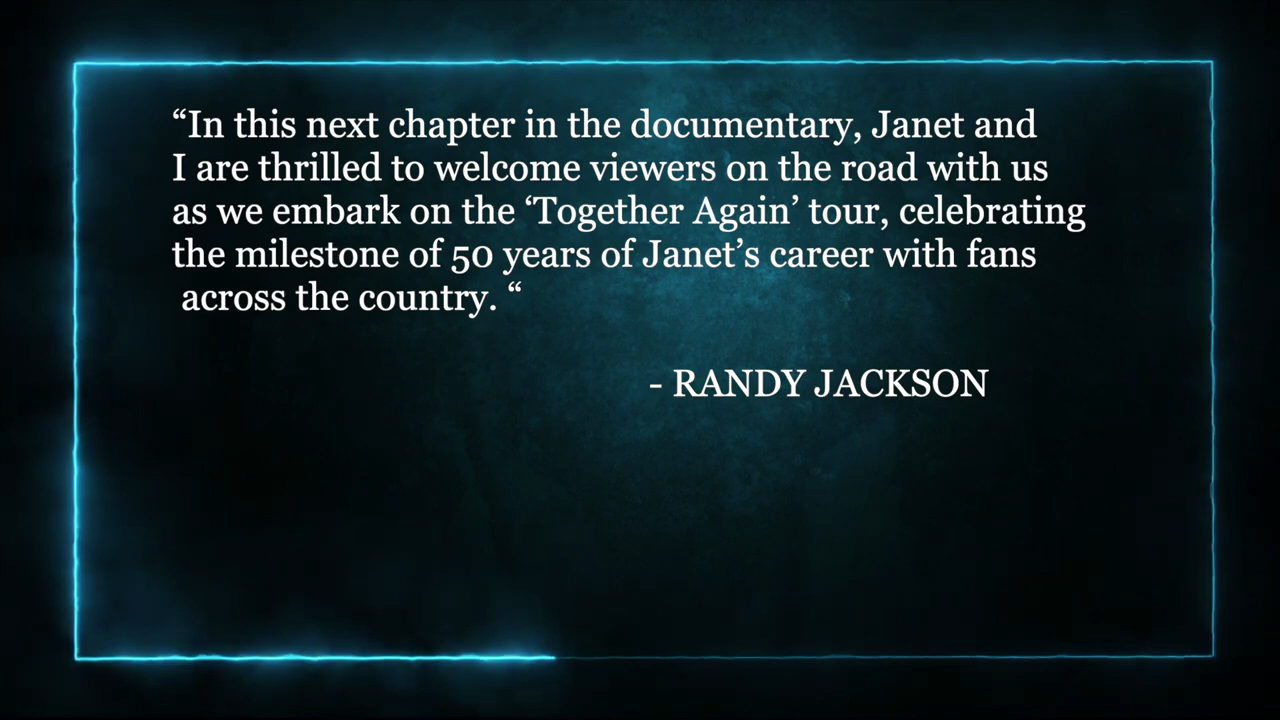 “In this next chapter in the documentary, Janet and
I are thrilled to welcome viewers on the road with us
as we embark on the ‘Together Again’ tour, celebrating
the milestone of 50 years of Janet’s career with fans
across the country. “
- RANDY JACKSON